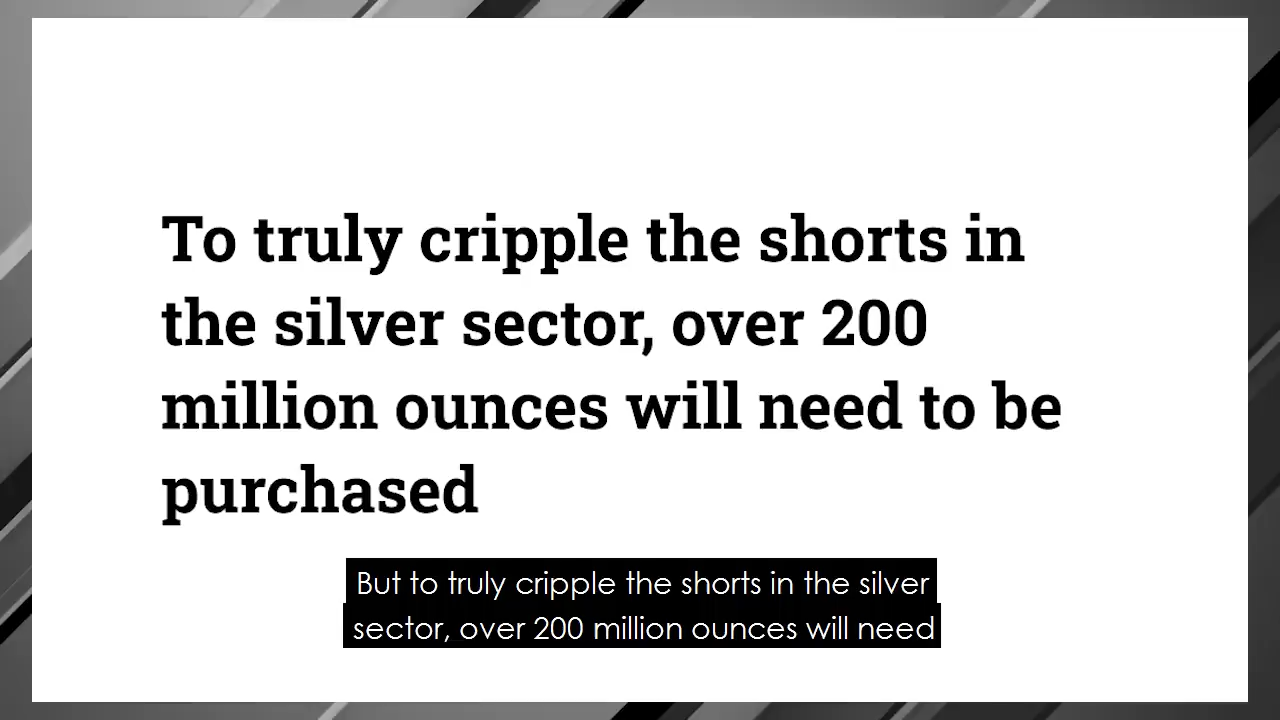 To truly cripple the shorts in
the silver sector, over 200
million ounces will need to be
purchased
But to truly cripple the shorts in the silver
sector, over 200 million ounces will need